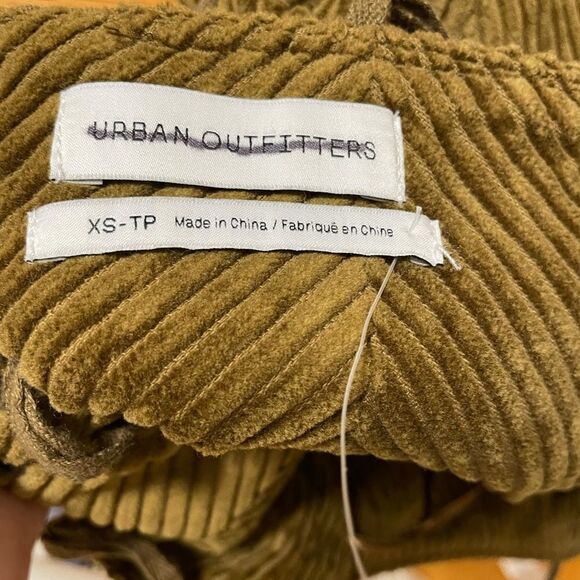 URBAN OUTFITTERS
XS-TP Made in China / Fabriqué en Chine